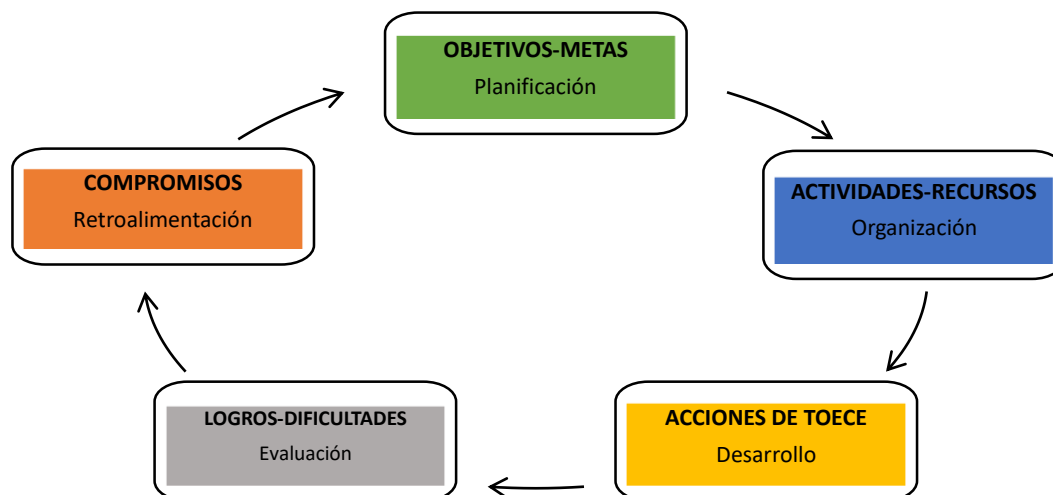 OBJETIVOS-METAS
Planificación
ACTIVIDADES-RECURSOS
Organización
ACCIONES DE TOECE
Desarrollo
LOGROS-DIFICULTADES
Evaluación
COMPROMISOS
Retroalimentación